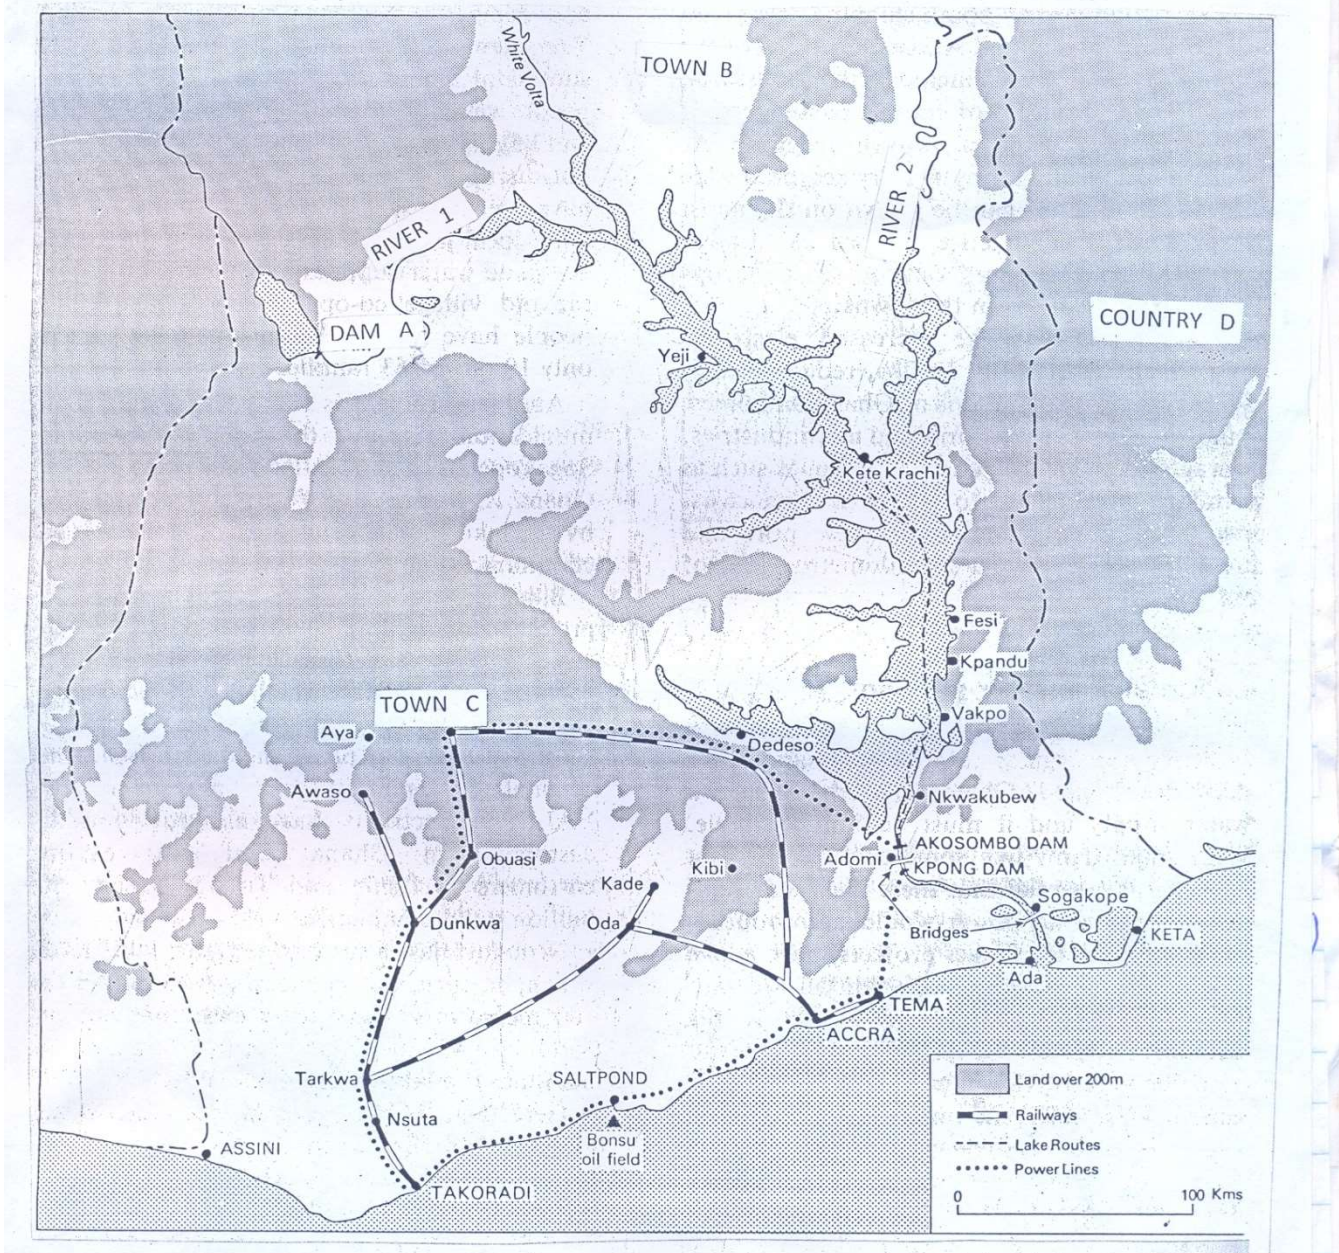 White Volta
TOWN B
RIVER 1
RIVER 2
DAM A
COUNTRY D
Yeji
Kete Krachi
Fesi
Kpandu
TOWN C
Vakpo
Aya
Dedeso
Awaso
Nkwakubew
AKOSOMBO DAM
Obuasi
Adomi
KPONG DAM
Kibi
Kade
Sogakope
Dunkwa
Oda
Bridges
KETA
Ada
TEMA
ACCRA
Tarkwa
SALTPOND
Nsuta
Bonsu
oil field
ASSINI
TAKORADI
Land over 200m
Railways
Lake Routes
Power Lines
0 100 Kms